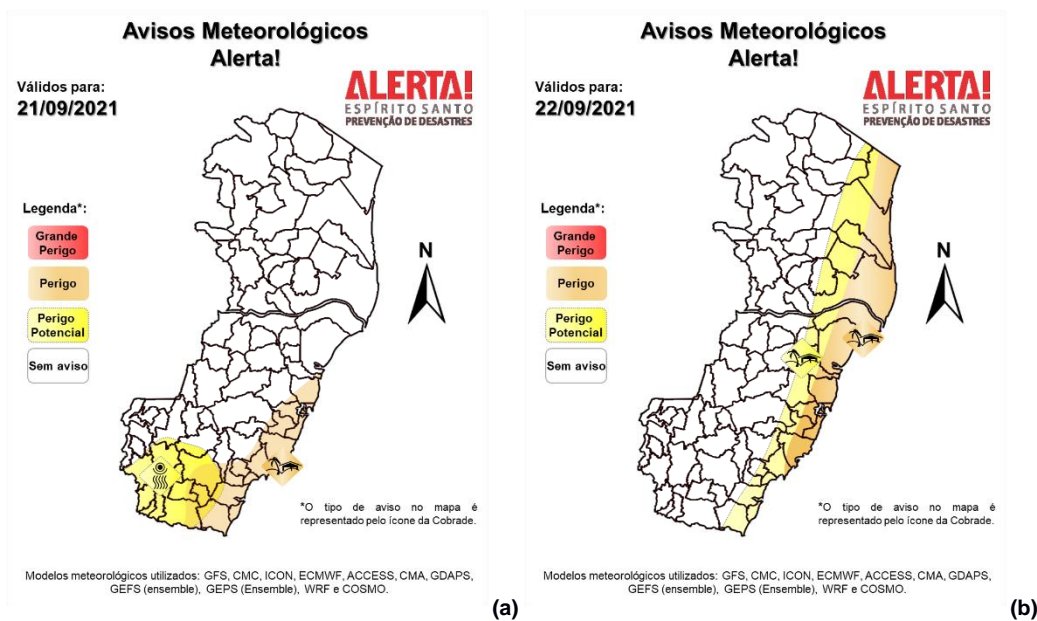 Avisos Meteorológicos
Alerta!
Válidos para:
21/09/2021
ALERTA!
ESPÍRITO SANTO
PREVENÇÃO DE DESASTRES
Legenda*:
Grande
Perigo
Perigo
Perigo
Potencial
Sem aviso
N
*O tipo de aviso no mapa é
representado pelo ícone da Cobrade.
Modelos meteorológicos utilizados: GFS, CMC, ICON, ECMWF, ACCESS, CMA, GDAPS,
GEFS (ensemble), GEPS (Ensemble), WRF e COSMO.
(a)
Avisos Meteorológicos
Alerta!
Válidos para:
22/09/2021
ALERTA!
ESPÍRITO SANTO
PREVENÇÃO DE DESASTRES
Legenda*:
Grande
Perigo
Perigo
Perigo
Potencial
Sem aviso
N
*O tipo de aviso no mapa é
representado pelo ícone da Cobrade.
Modelos meteorológicos utilizados: GFS, CMC, ICON, ECMWF, ACCESS, CMA, GDAPS,
GEFS (ensemble), GEPS (Ensemble), WRF e COSMO.
(b)